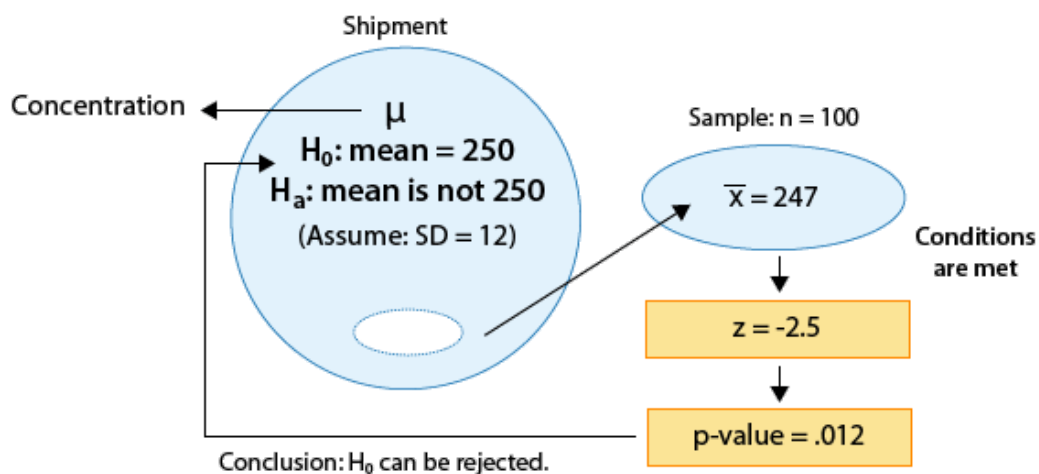 Shipment
Concentration
μ
H₀: mean = 250
Hₐ: mean is not 250
(Assume: SD = 12)
Sample: n = 100
x̅ = 247
Conditions
are met
z = -2.5
p-value = .012
Conclusion: H₀ can be rejected.